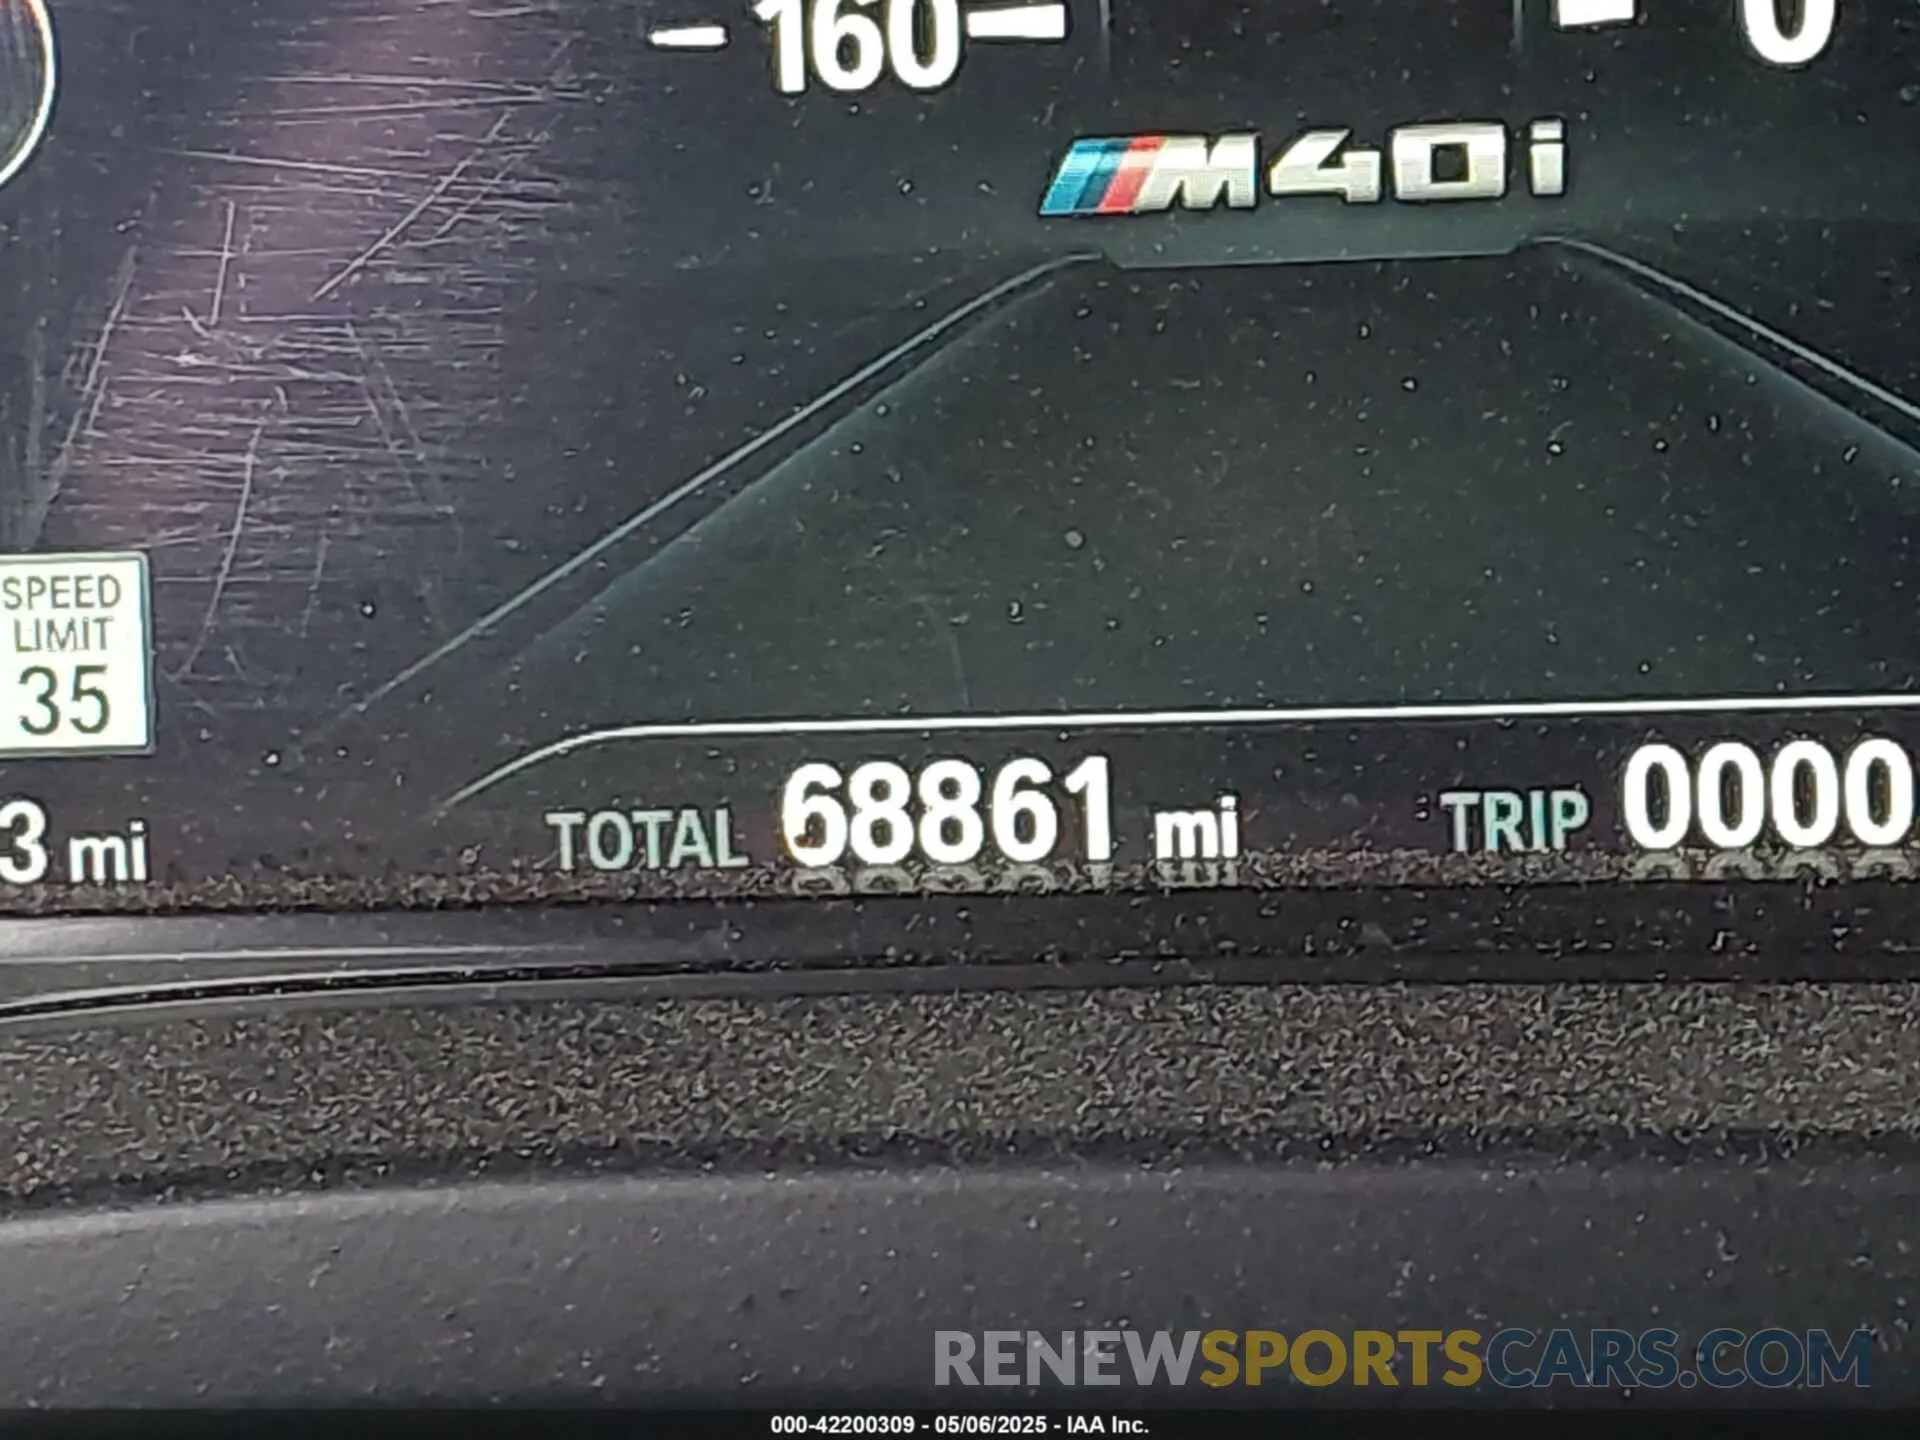 160
0
M40i
SPEED
LIMIT
35
3 mi
TOTAL 68861 mi
TRIP 0000
RENEWSPORTSCARS.COM
000-42200309 - 05/06/2025 - IAA Inc.